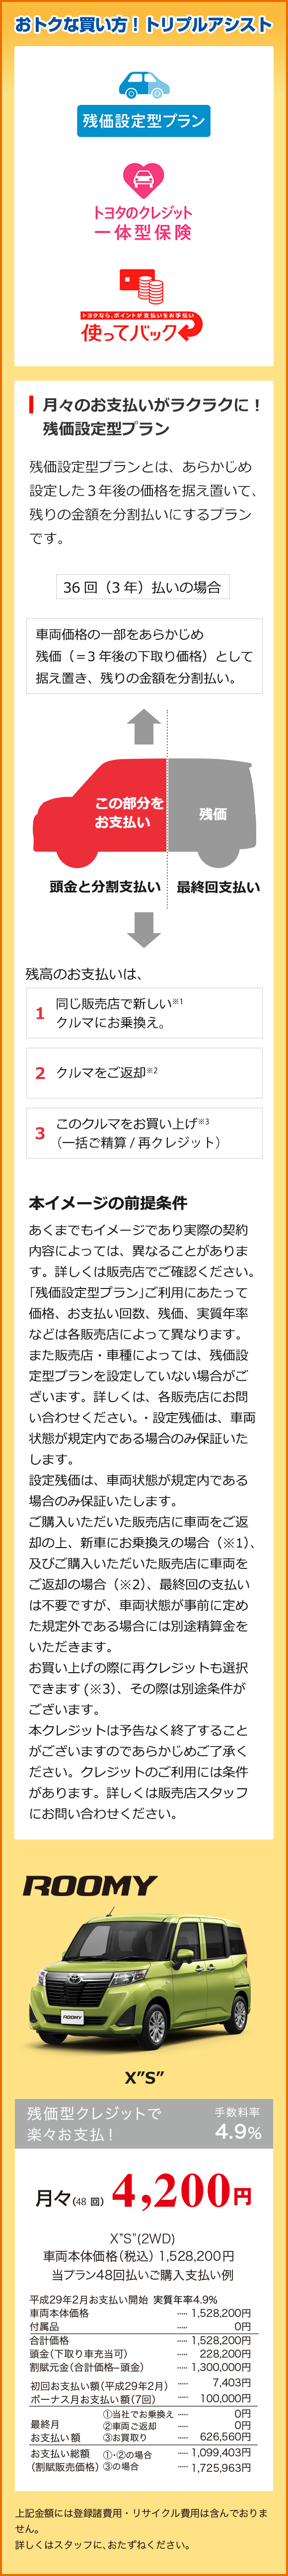 おトクな買い方！トリプルアシスト
残価設定型プラン
トヨタのクレジット
一体型保険
トヨタなら、ポイントが支払いをお手伝い
使ってバック
月々のお支払いがラクラクに！
残価設定型プラン
残価設定型プランとは、あらかじめ
設定した３年後の価格を据え置いて、
残りの金額を分割払いにするプラン
です。
36 回（3 年）払いの場合
車両価格の一部をあらかじめ
残価（＝3 年後の下取り価格）として
据え置き、残りの金額を分割払い。
この部分を
お支払い
残価
頭金と分割支払い 最終回支払い
残高のお支払いは、
1 同じ販売店で新しい※1
クルマにお乗換え。
2 クルマをご返却※2
3 このクルマをお買い上げ※3
（一括ご精算 / 再クレジット）
本イメージの前提条件
あくまでもイメージであり実際の契約
内容によっては、異なることがありま
す。詳しくは販売店でご確認ください。
「残価設定型プラン」ご利用にあたって
価格、お支払い回数、残価、実質年率
などは各販売店によって異なります。
また販売店・車種によっては、残価設
定型プランを設定していない場合がご
ざいます。詳しくは、各販売店にお問
い合わせください。・設定残価は、車両
状態が規定内である場合のみ保証いた
します。
設定残価は、車両状態が規定内である
場合のみ保証いたします。
ご購入いただいた販売店に車両をご返
却の上、新車にお乗換えの場合（※1）、
及びご購入いただいた販売店に車両を
ご返却の場合（※2）、最終回の支払い
は不要ですが、車両状態が事前に定め
た規定外である場合には別途精算金を
いただきます。
お買い上げの際に再クレジットも選択
できます (※3）、その際は別途条件が
ございます。
本クレジットは予告なく終了すること
がございますのであらかじめご了承く
ださい。クレジットのご利用には条件
があります。詳しくは販売店スタッフ
にお問い合わせください。
ROOMY
ROOMY
X”S”
残価型クレジットで
楽々お支払！
手数料率
4.9%
月々（48 回） 4,200円
X”S”(2WD)
車両本体価格（税込） 1,528,200円
当プラン48回払いご購入支払い例
平成29年2月お支払い開始 実質年率4.9%
車両本体価格 ····· 1,528,200円
付属品 ····· 0円
合計価格 ····· 1,528,200円
頭金（下取り車充当可） ····· 228,200円
割賦元金（合計価格−頭金） ····· 1,300,000円
初回お支払い額（平成29年2月） ····· 7,403円
ボーナス月お支払い額（7回） ····· 100,000円
最終月
お支払い額
①当社でお乗換え ····· 0円
②車両ご返却 ····· 0円
③お買取り ····· 626,560円
お支払い総額 ①・②の場合 ····· 1,099,403円
（割賦販売価格） ③の場合 ····· 1,725,963円
上記金額には登録諸費用・リサイクル費用は含んでおりま
せん。
詳しくはスタッフに、おたずねください。